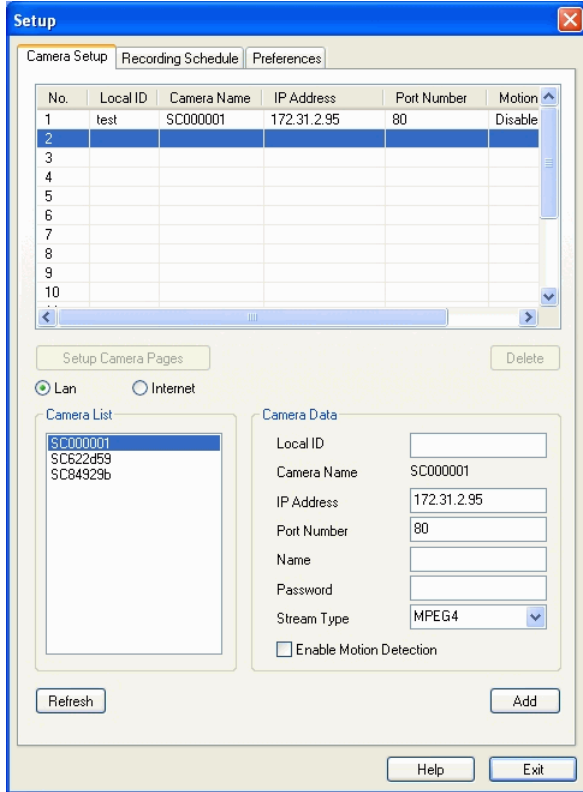 Setup
Camera Setup Recording Schedule Preferences
No. Local ID Camera Name IP Address Port Number Motion
1 test SC000001 172.31.2.95 80 Disable
2
3
4
5
6
7
8
9
10
Setup Camera Pages Delete
Lan Internet
Camera List Camera Data
SC000001
SC622d59
SC84929b
Local ID
Camera Name SC000001
IP Address 172.31.2.95
Port Number 80
Name
Password
Stream Type MPEG4
Enable Motion Detection
Refresh Add
Help Exit